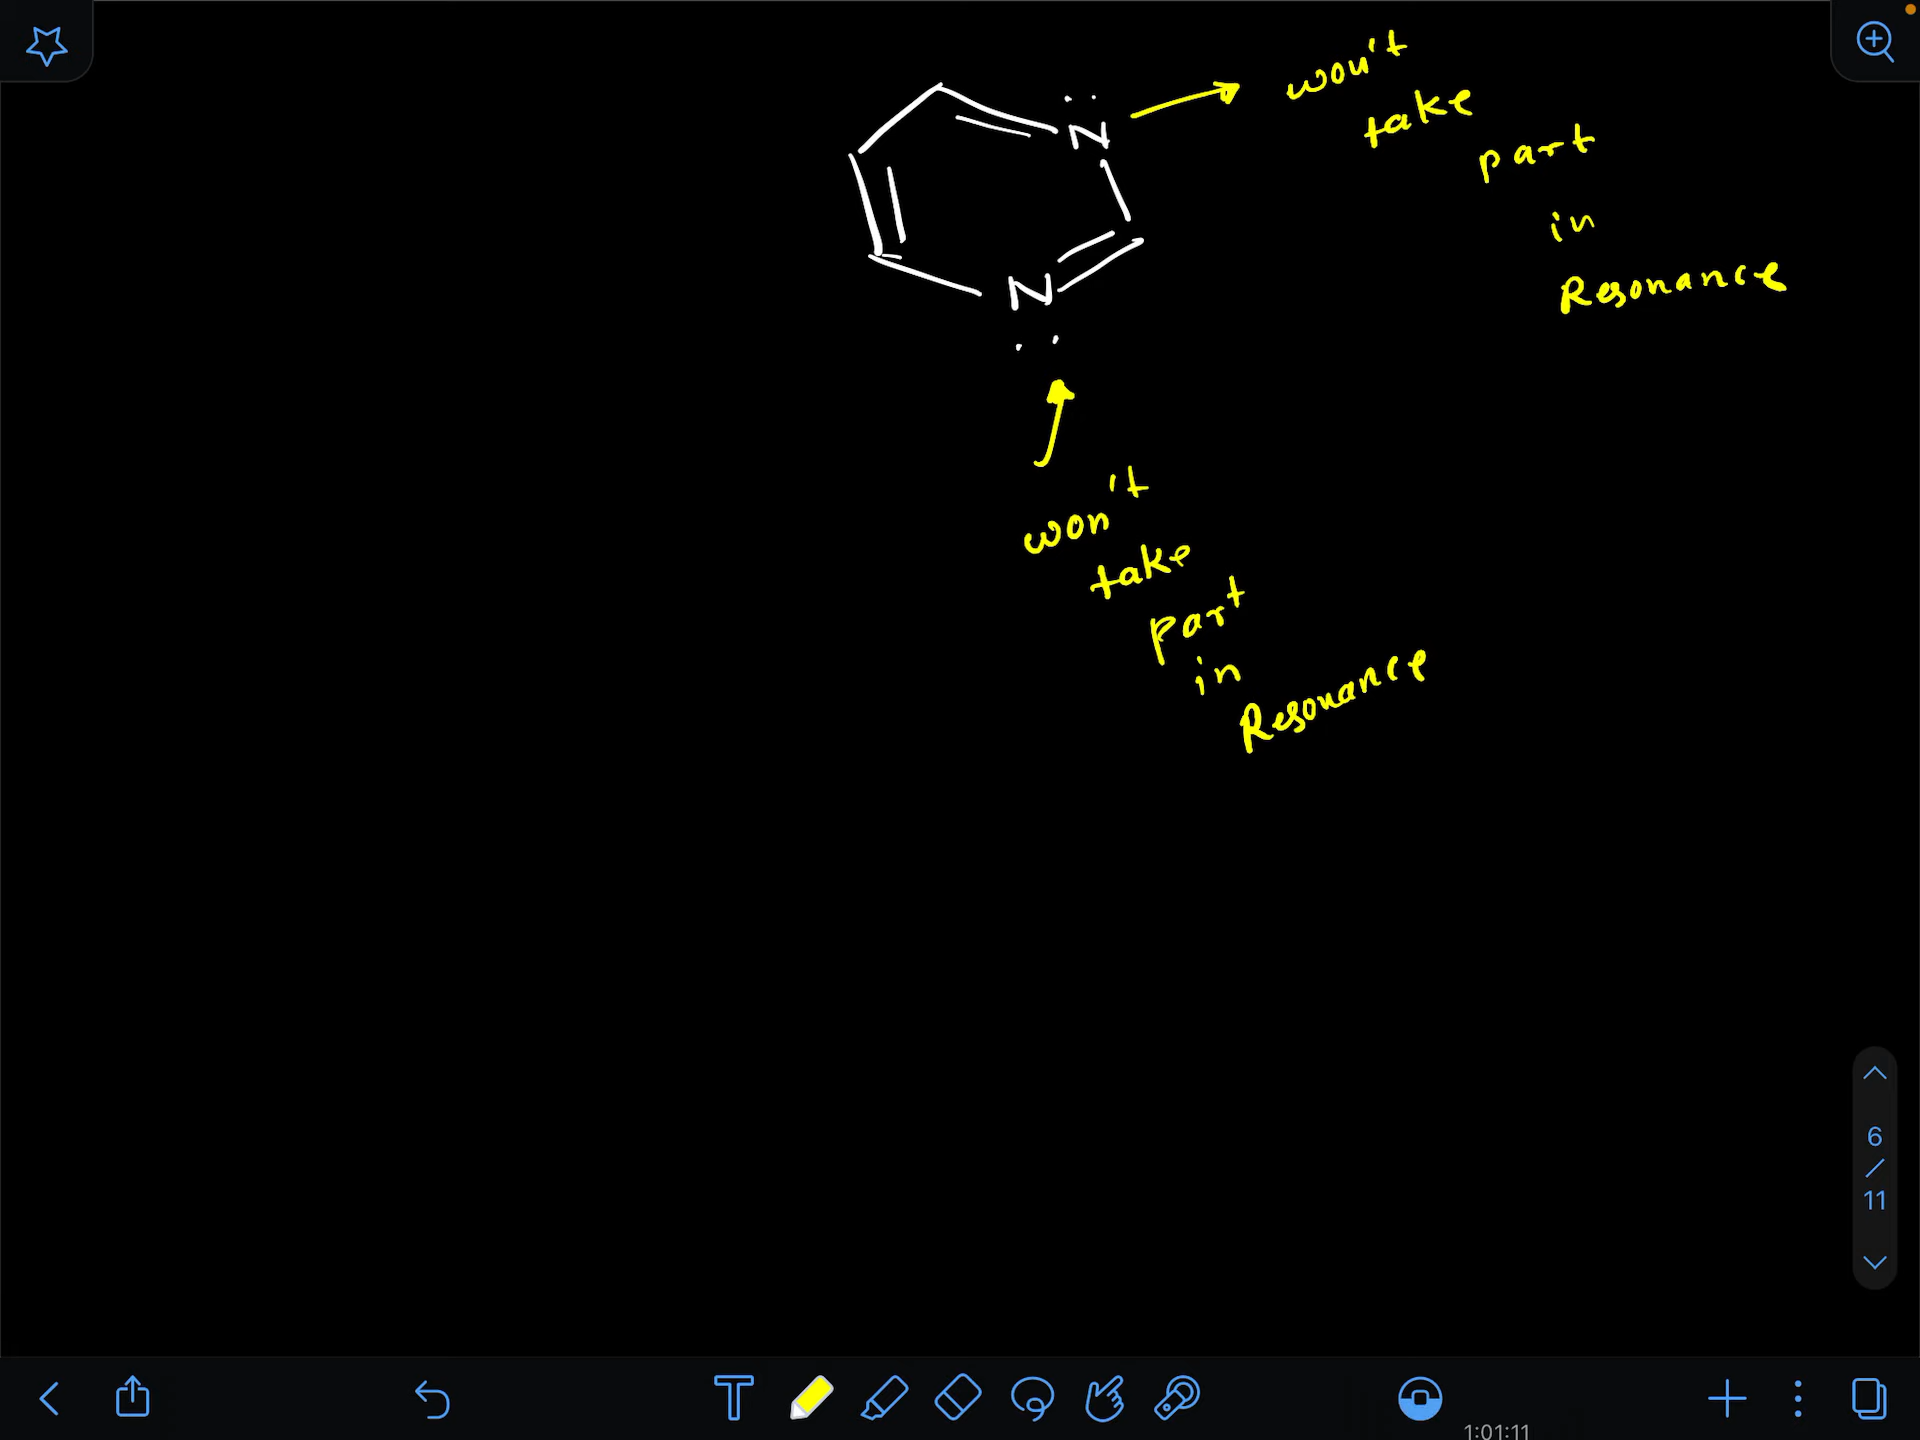 N
won't
take
part
in
Resonance
N
won't
take
part
in
Resonance
6
/
11
T
1:01:11